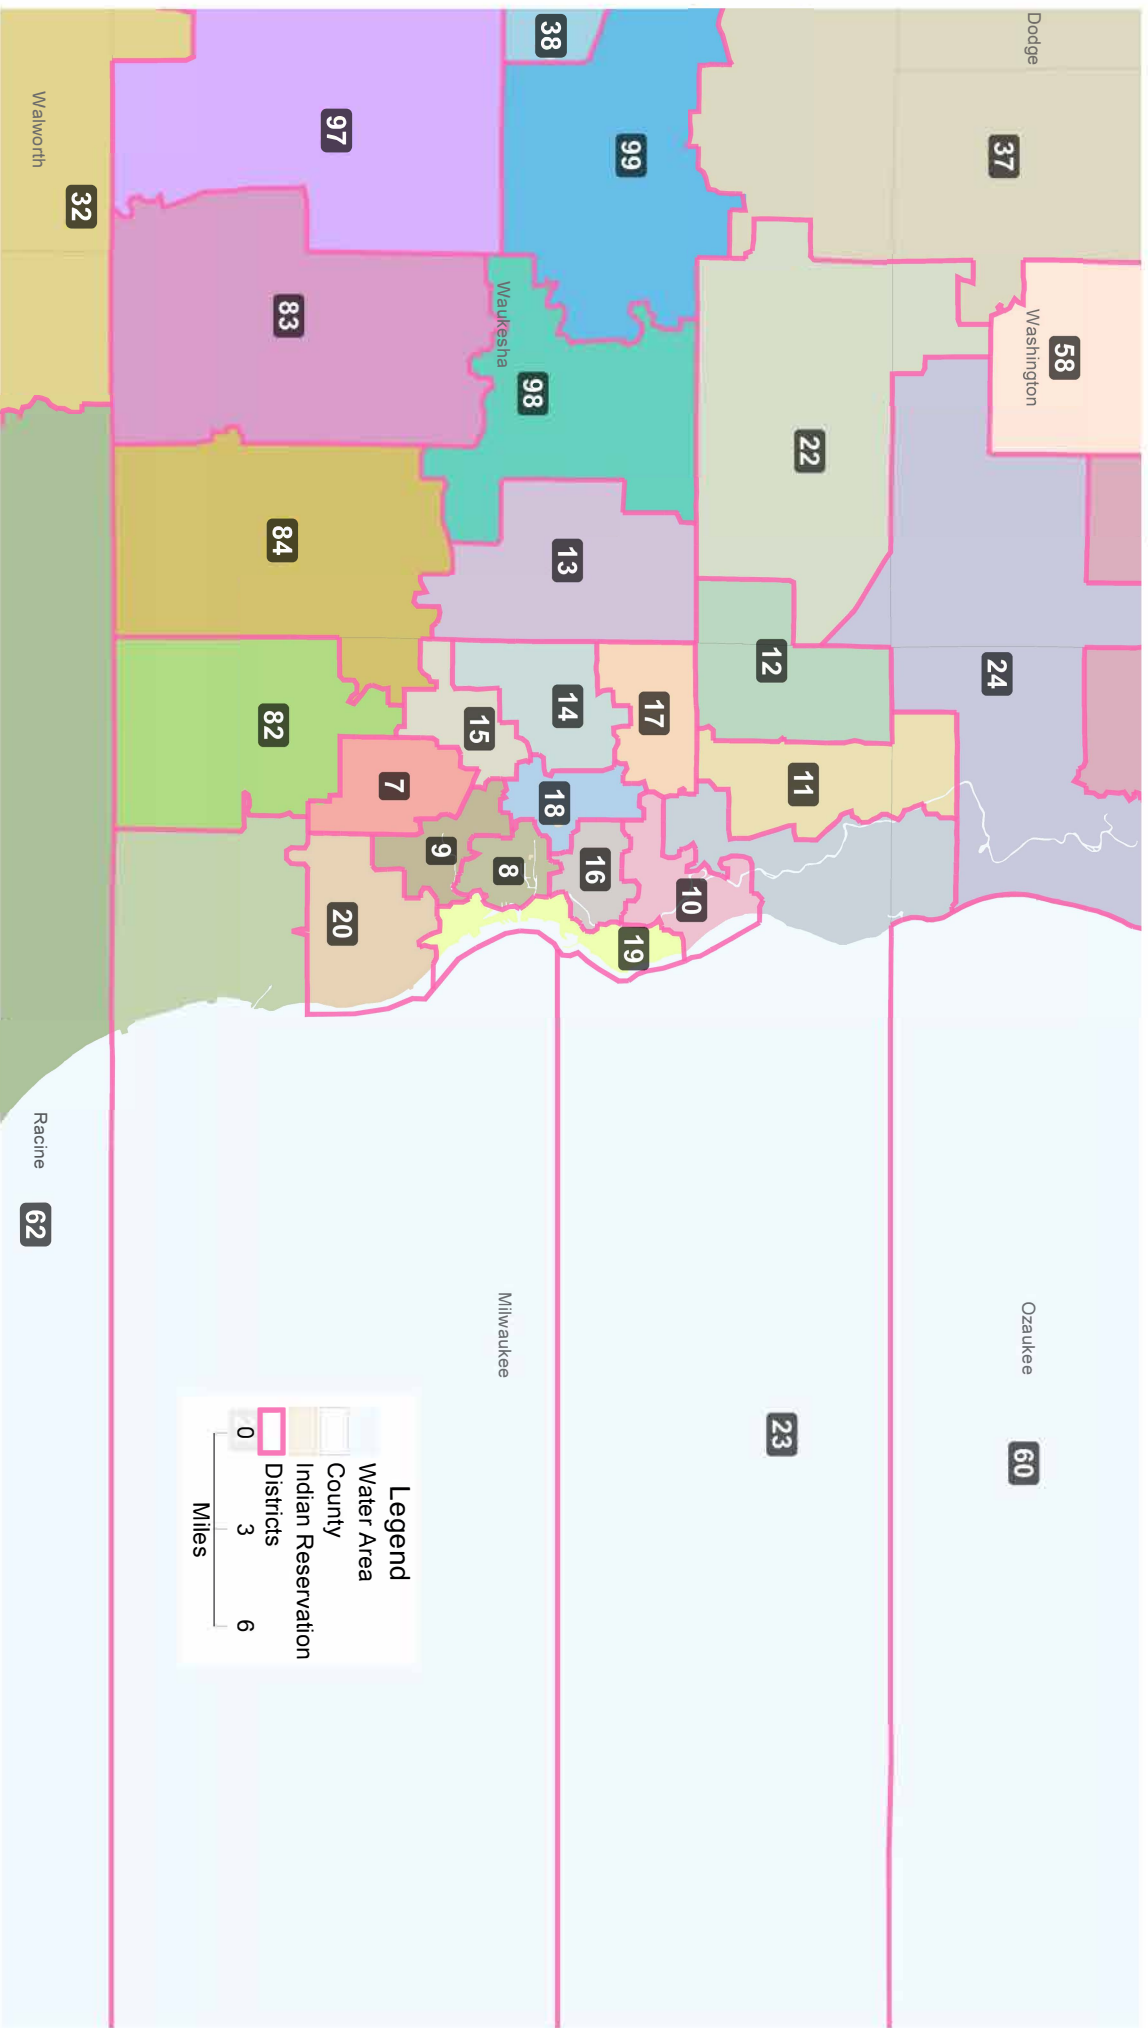 58
Dodge
Washington
Ozaukee
60
37
24
22
11
23
12
10
17
19
99
16
13
14
18
38
98
8
Waukesha
Milwaukee
15
9
7
20
97
83
84
82
32
Walworth
Racine
62
Legend
Water Area
County
Indian Reservation
Districts
0 3 6
Miles